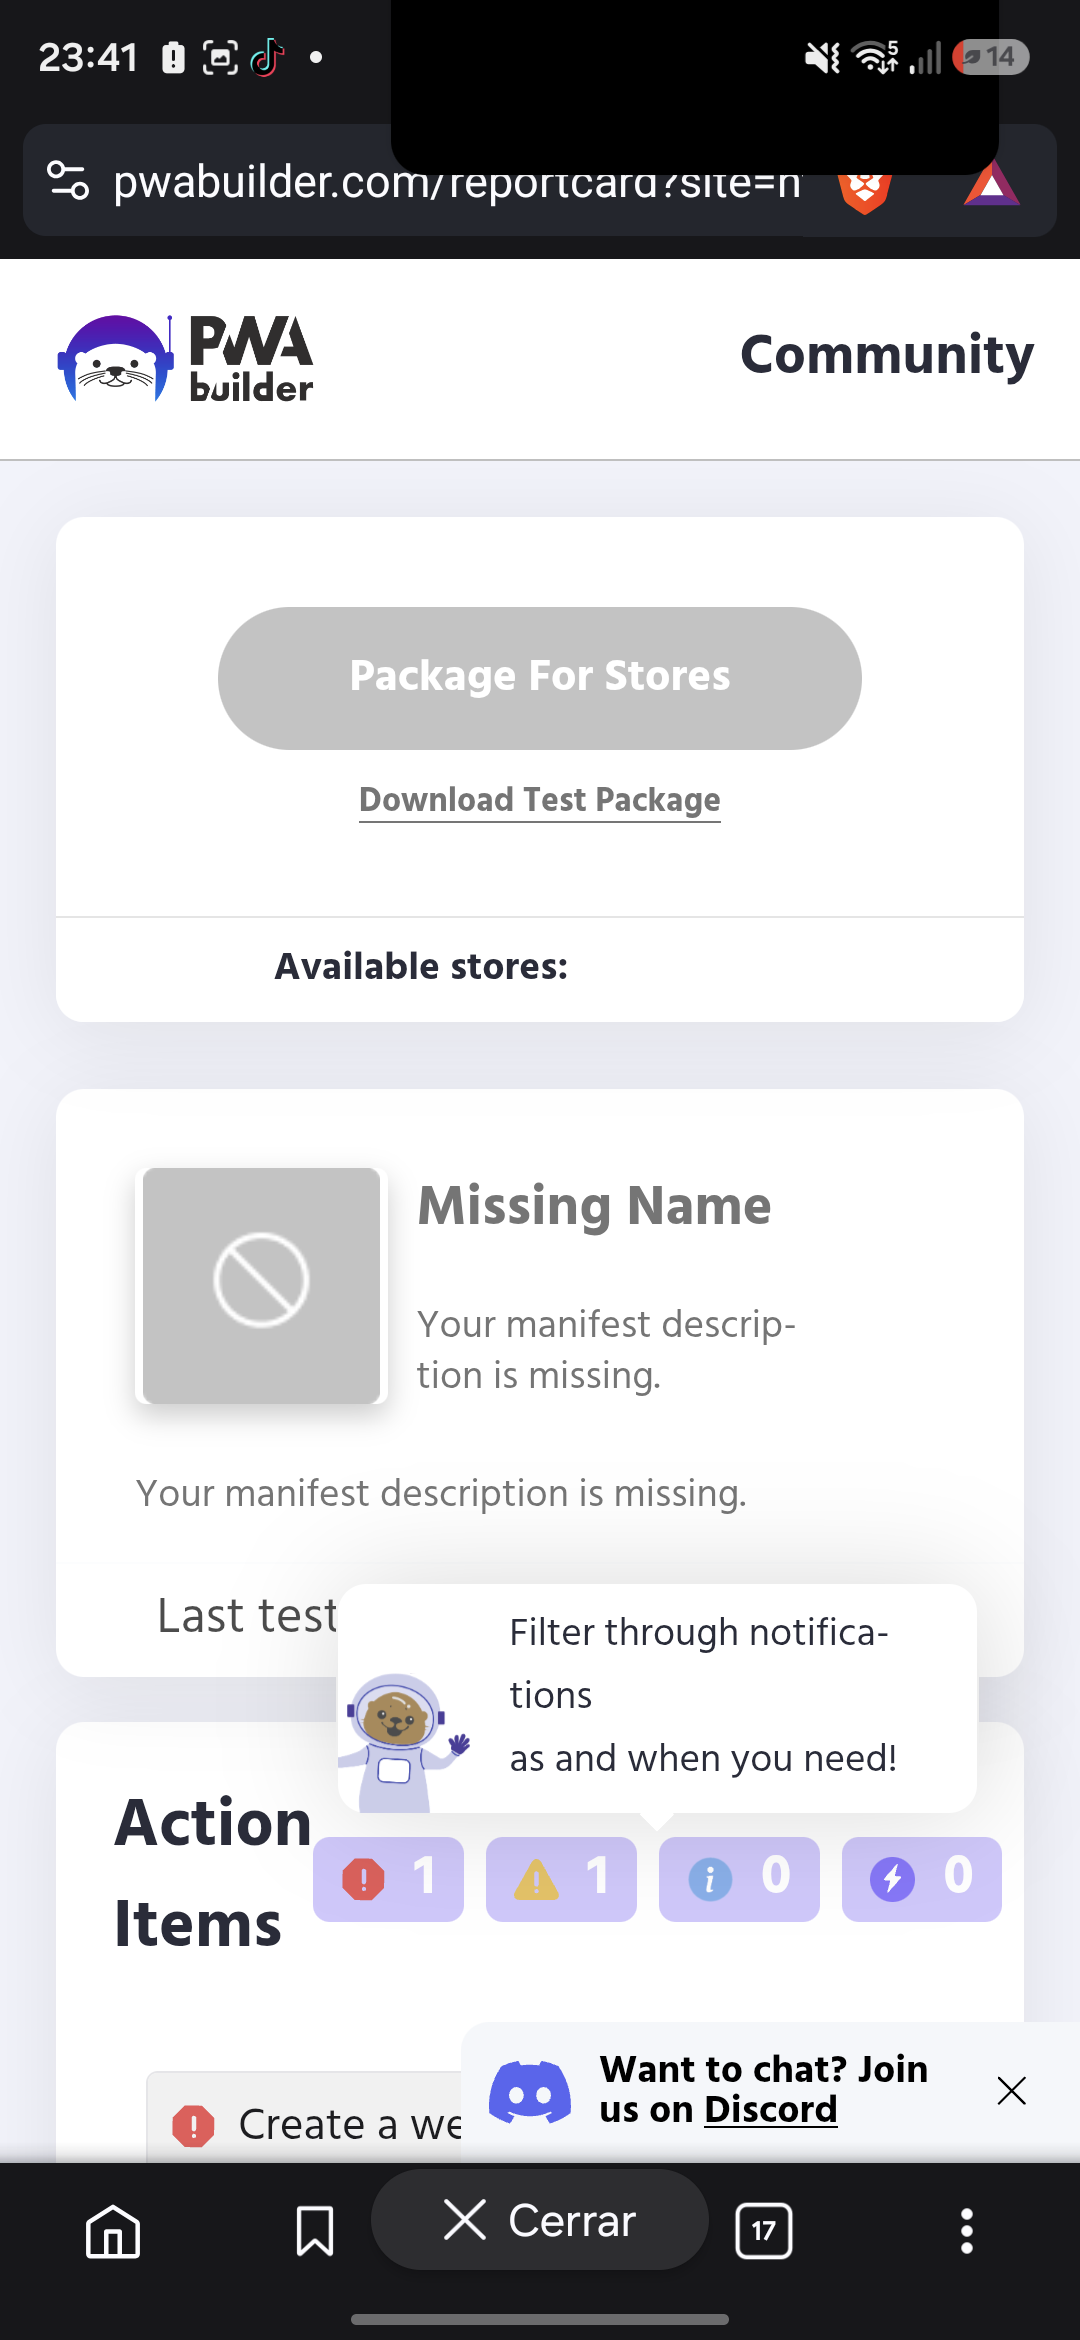 23:41
5
14
pwabuilder.com/reportcard?site=h
PWA
builder
Community
Package For Stores
Download Test Package
Available stores:
Missing Name
Your manifest descrip-
tion is missing.
Your manifest description is missing.
Last test
Filter through notifica-
tions
as and when you need!
Action
Items
1
1
0
0
Create a we
Want to chat? Join
us on Discord
Cerrar
17